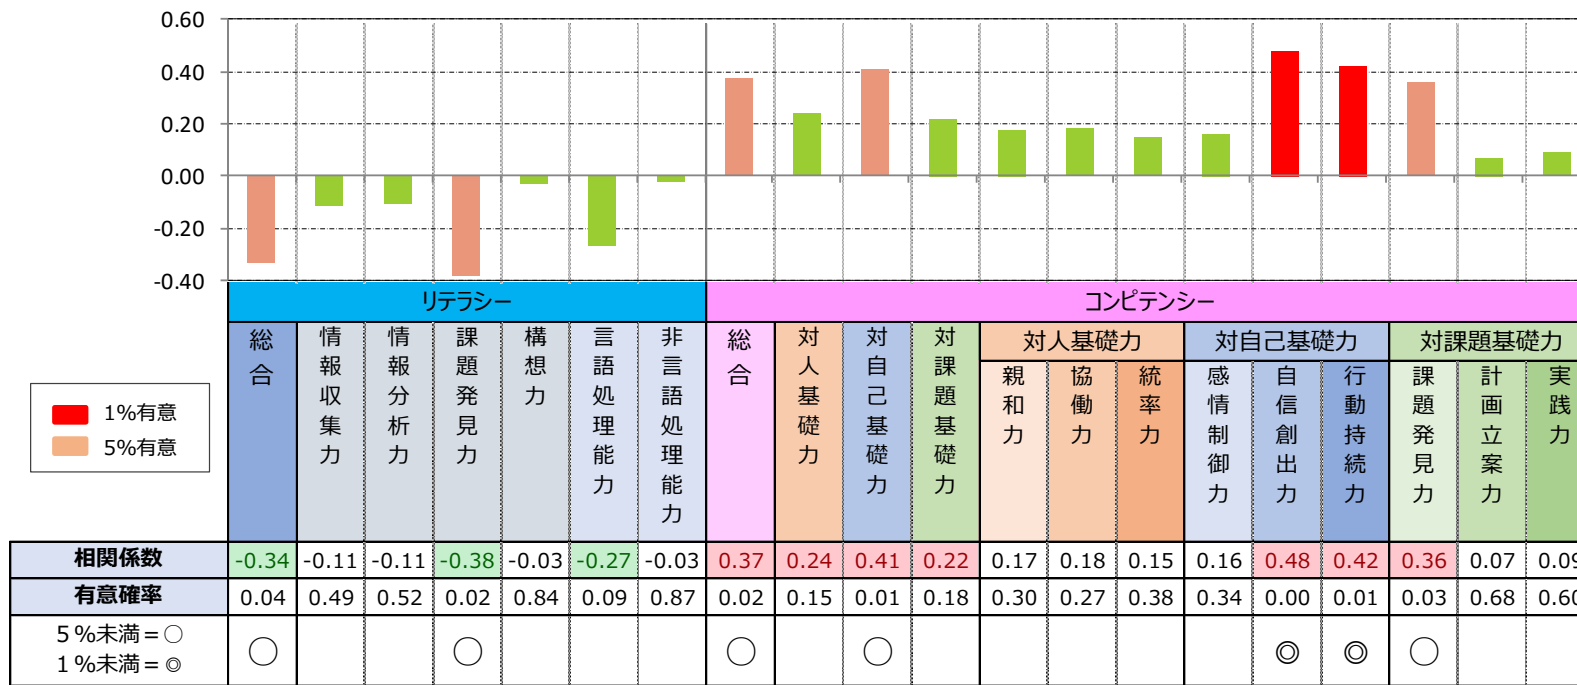 0.60
0.40
0.20
0.00
-0.20
-0.40
1%有意
5%有意
リテラシー コンピテンシー
対人基礎力 対自己基礎力 対課題基礎力
総合
情報収集力
情報分析力
課題発見力
構想力
言語処理能力
非言語処理能力
総合
対人基礎力
対自己基礎力
対課題基礎力
親和力
協働力
統率力
感情制御力
自信創出力
行動持続力
課題発見力
計画立案力
実践力
相関係数 -0.34 -0.11 -0.11 -0.38 -0.03 -0.27 -0.03 0.37 0.24 0.41 0.22 0.17 0.18 0.15 0.16 0.48 0.42 0.36 0.07 0.09
有意確率 0.04 0.49 0.52 0.02 0.84 0.09 0.87 0.02 0.15 0.01 0.18 0.30 0.27 0.38 0.34 0.00 0.01 0.03 0.68 0.60
5%未満=○
1%未満=◎
○ ○ ○ ○ ◎ ◎ ○